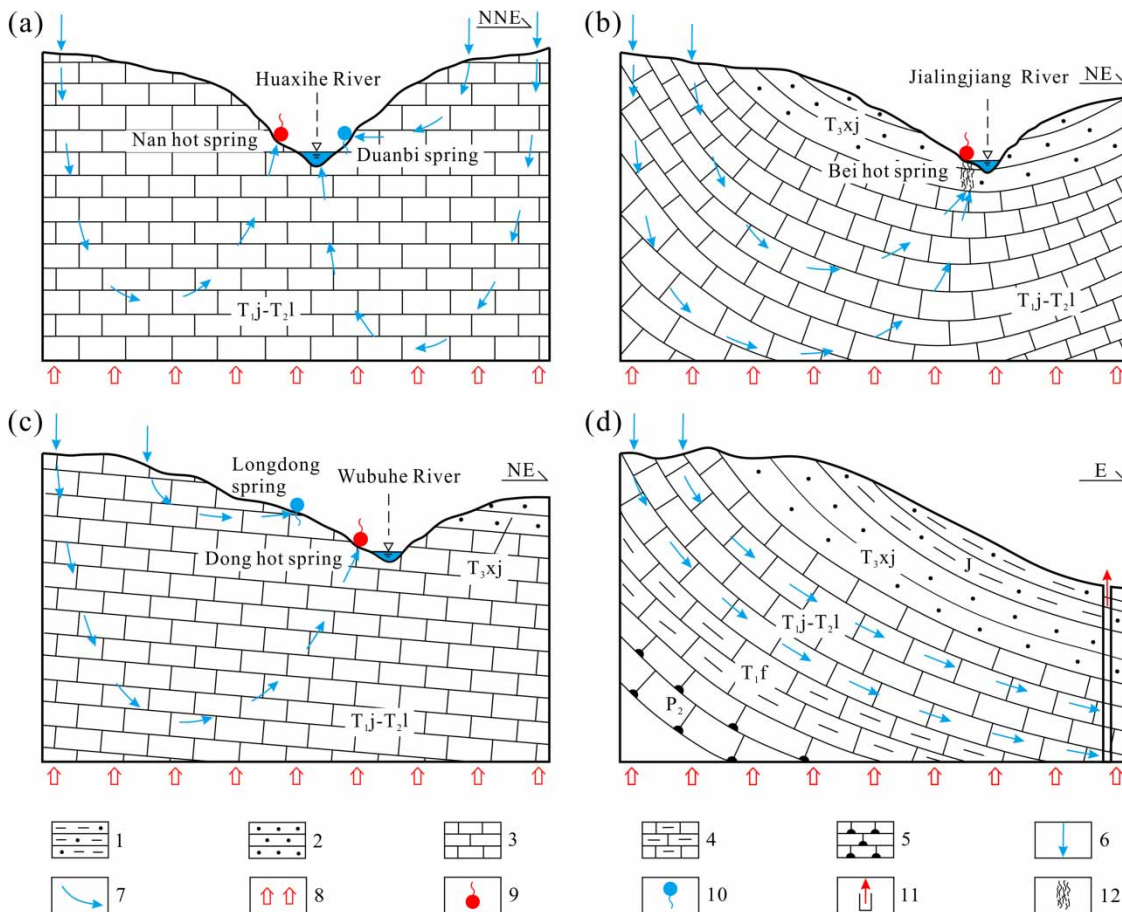 (a)
NNE
Huaxihe River
Nan hot spring
Duanbi spring
T₁j-T₂l
(b)
Jialingjiang River
NE
T₃xj
Bei hot spring
T₁j-T₂l
(c)
Longdong
spring
Wubuhe River
NE
Dong hot spring
T₃xj
T₁j-T₂l
(d)
E
J
T₃xj
T₁j-T₂l
T₁f
P₂
1 2 3 4 5 6
7 8 9 10 11 12